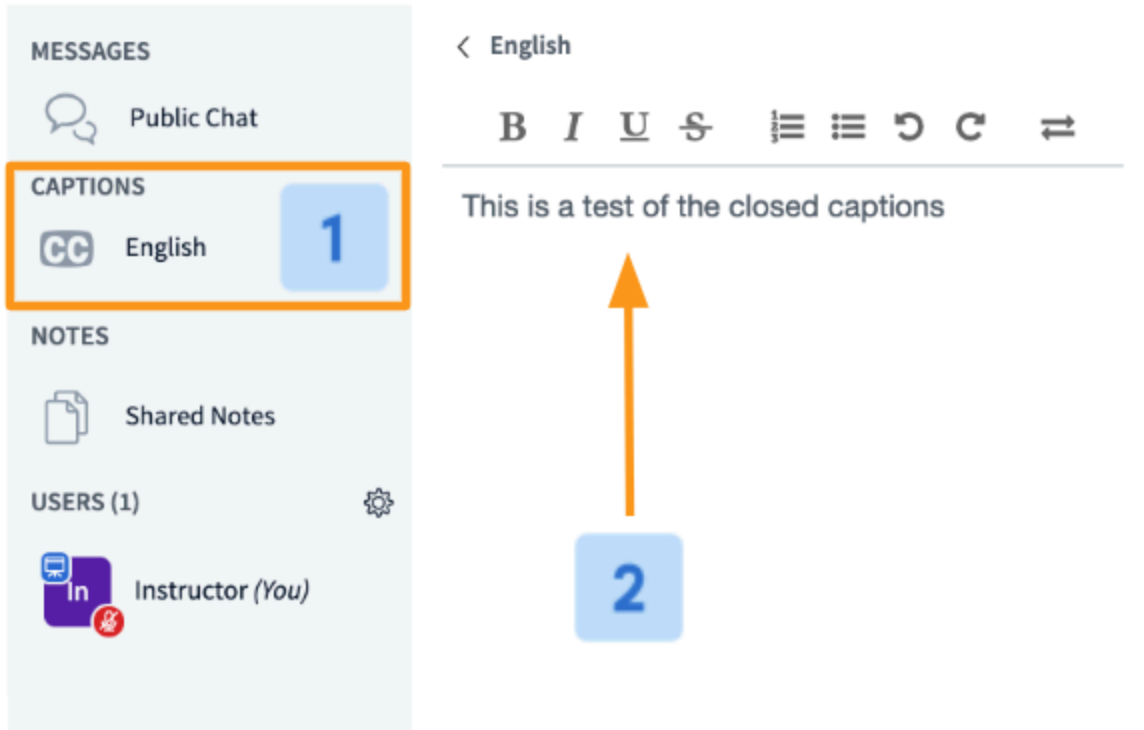 MESSAGES
Public Chat
CAPTIONS
CC English
1
NOTES
Shared Notes
USERS (1)
In Instructor (You)
English
B I U S
This is a test of the closed captions
2